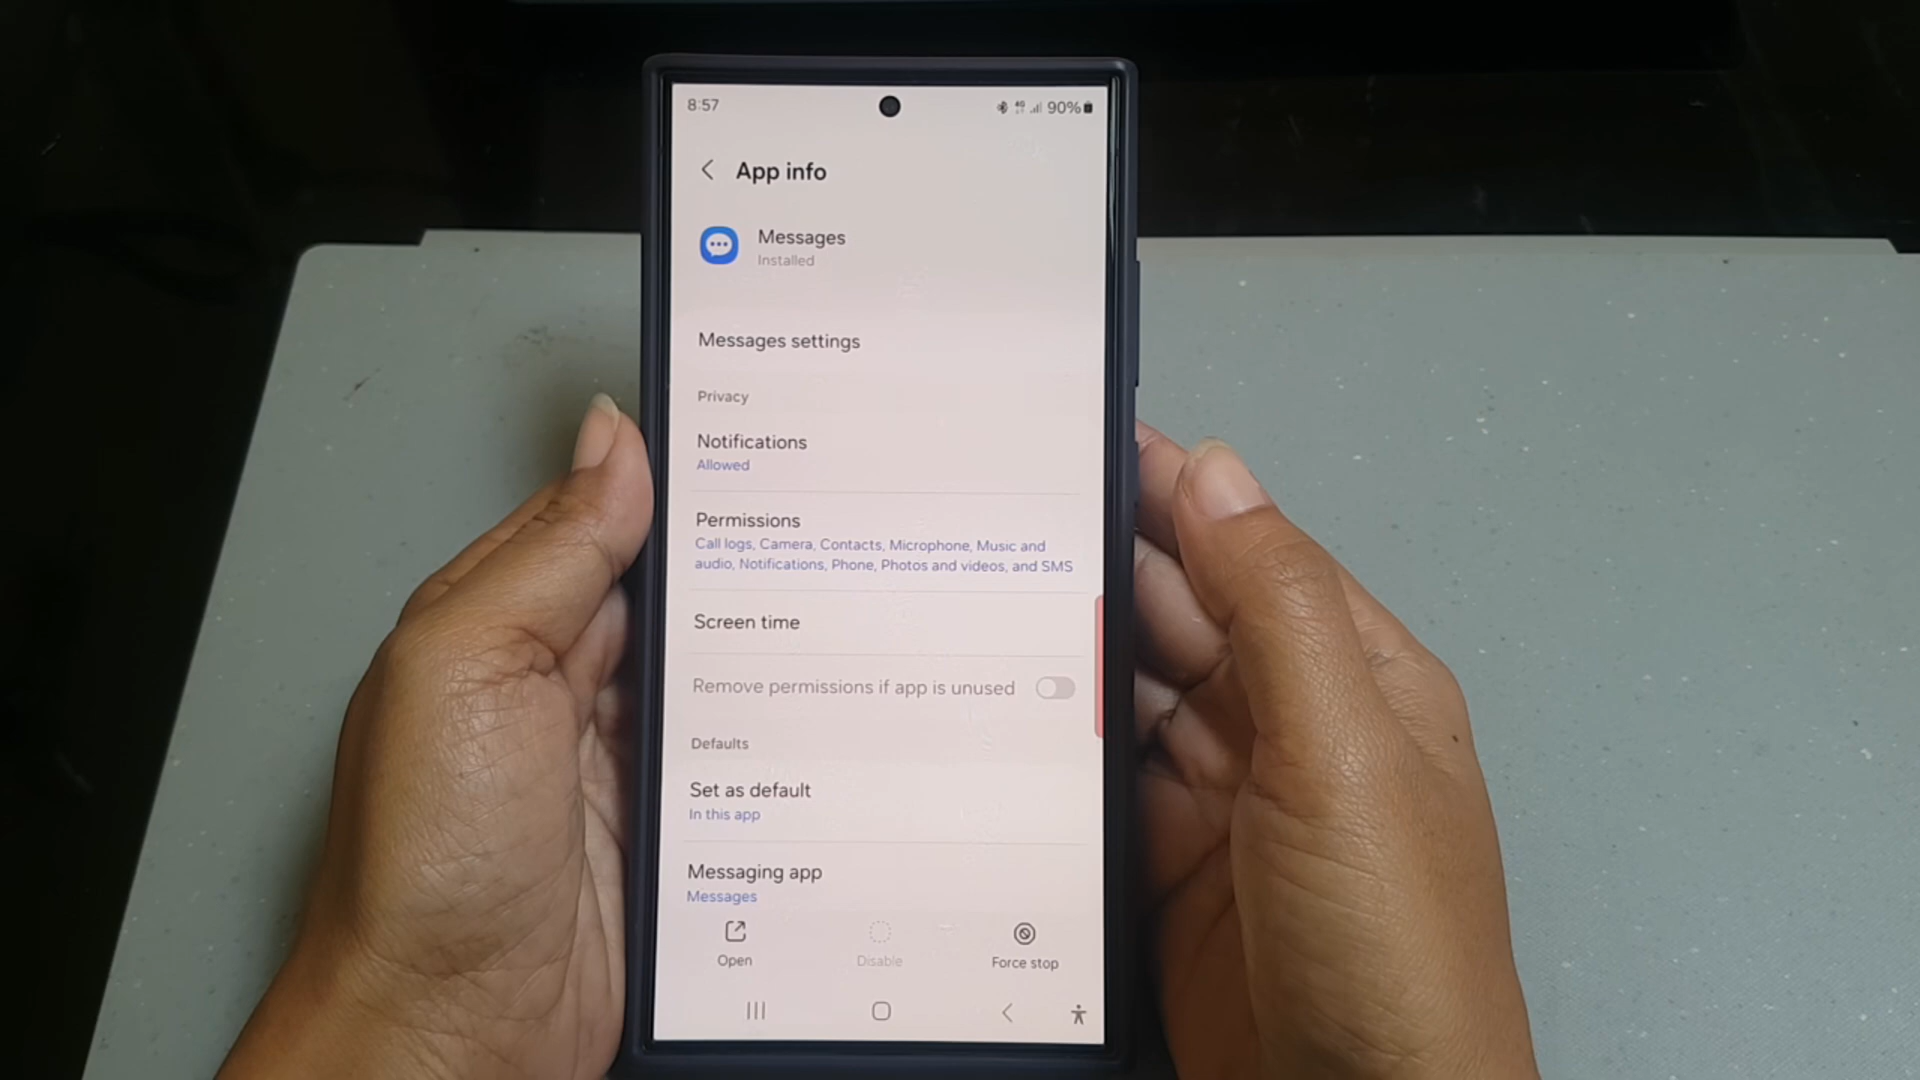 8:57
4G 90%
App info
Messages
Installed
Messages settings
Privacy
Notifications
Allowed
Permissions
Call logs, Camera, Contacts, Microphone, Music and
audio, Notifications, Phone, Photos and videos, and SMS
Screen time
Remove permissions if app is unused
Defaults
Set as default
In this app
Messaging app
Messages
Open
Disable
Force stop